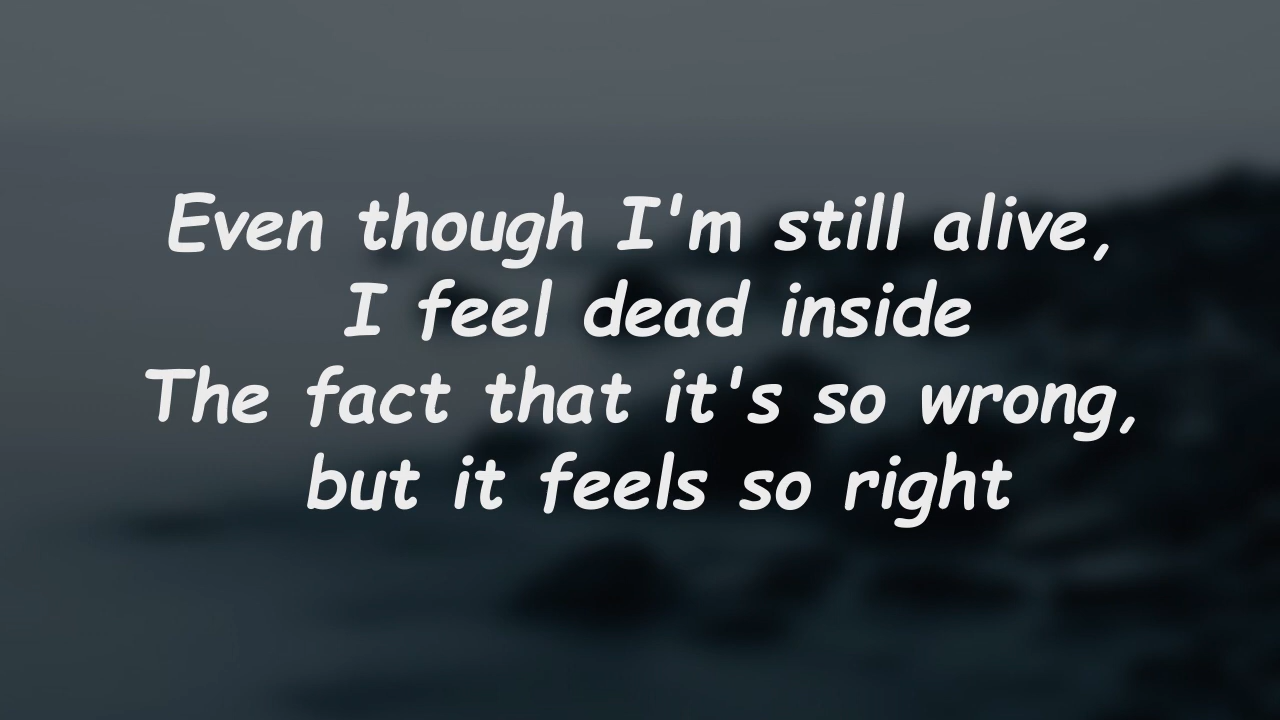 Even though I'm still alive,
I feel dead inside
The fact that it's so wrong,
but it feels so right